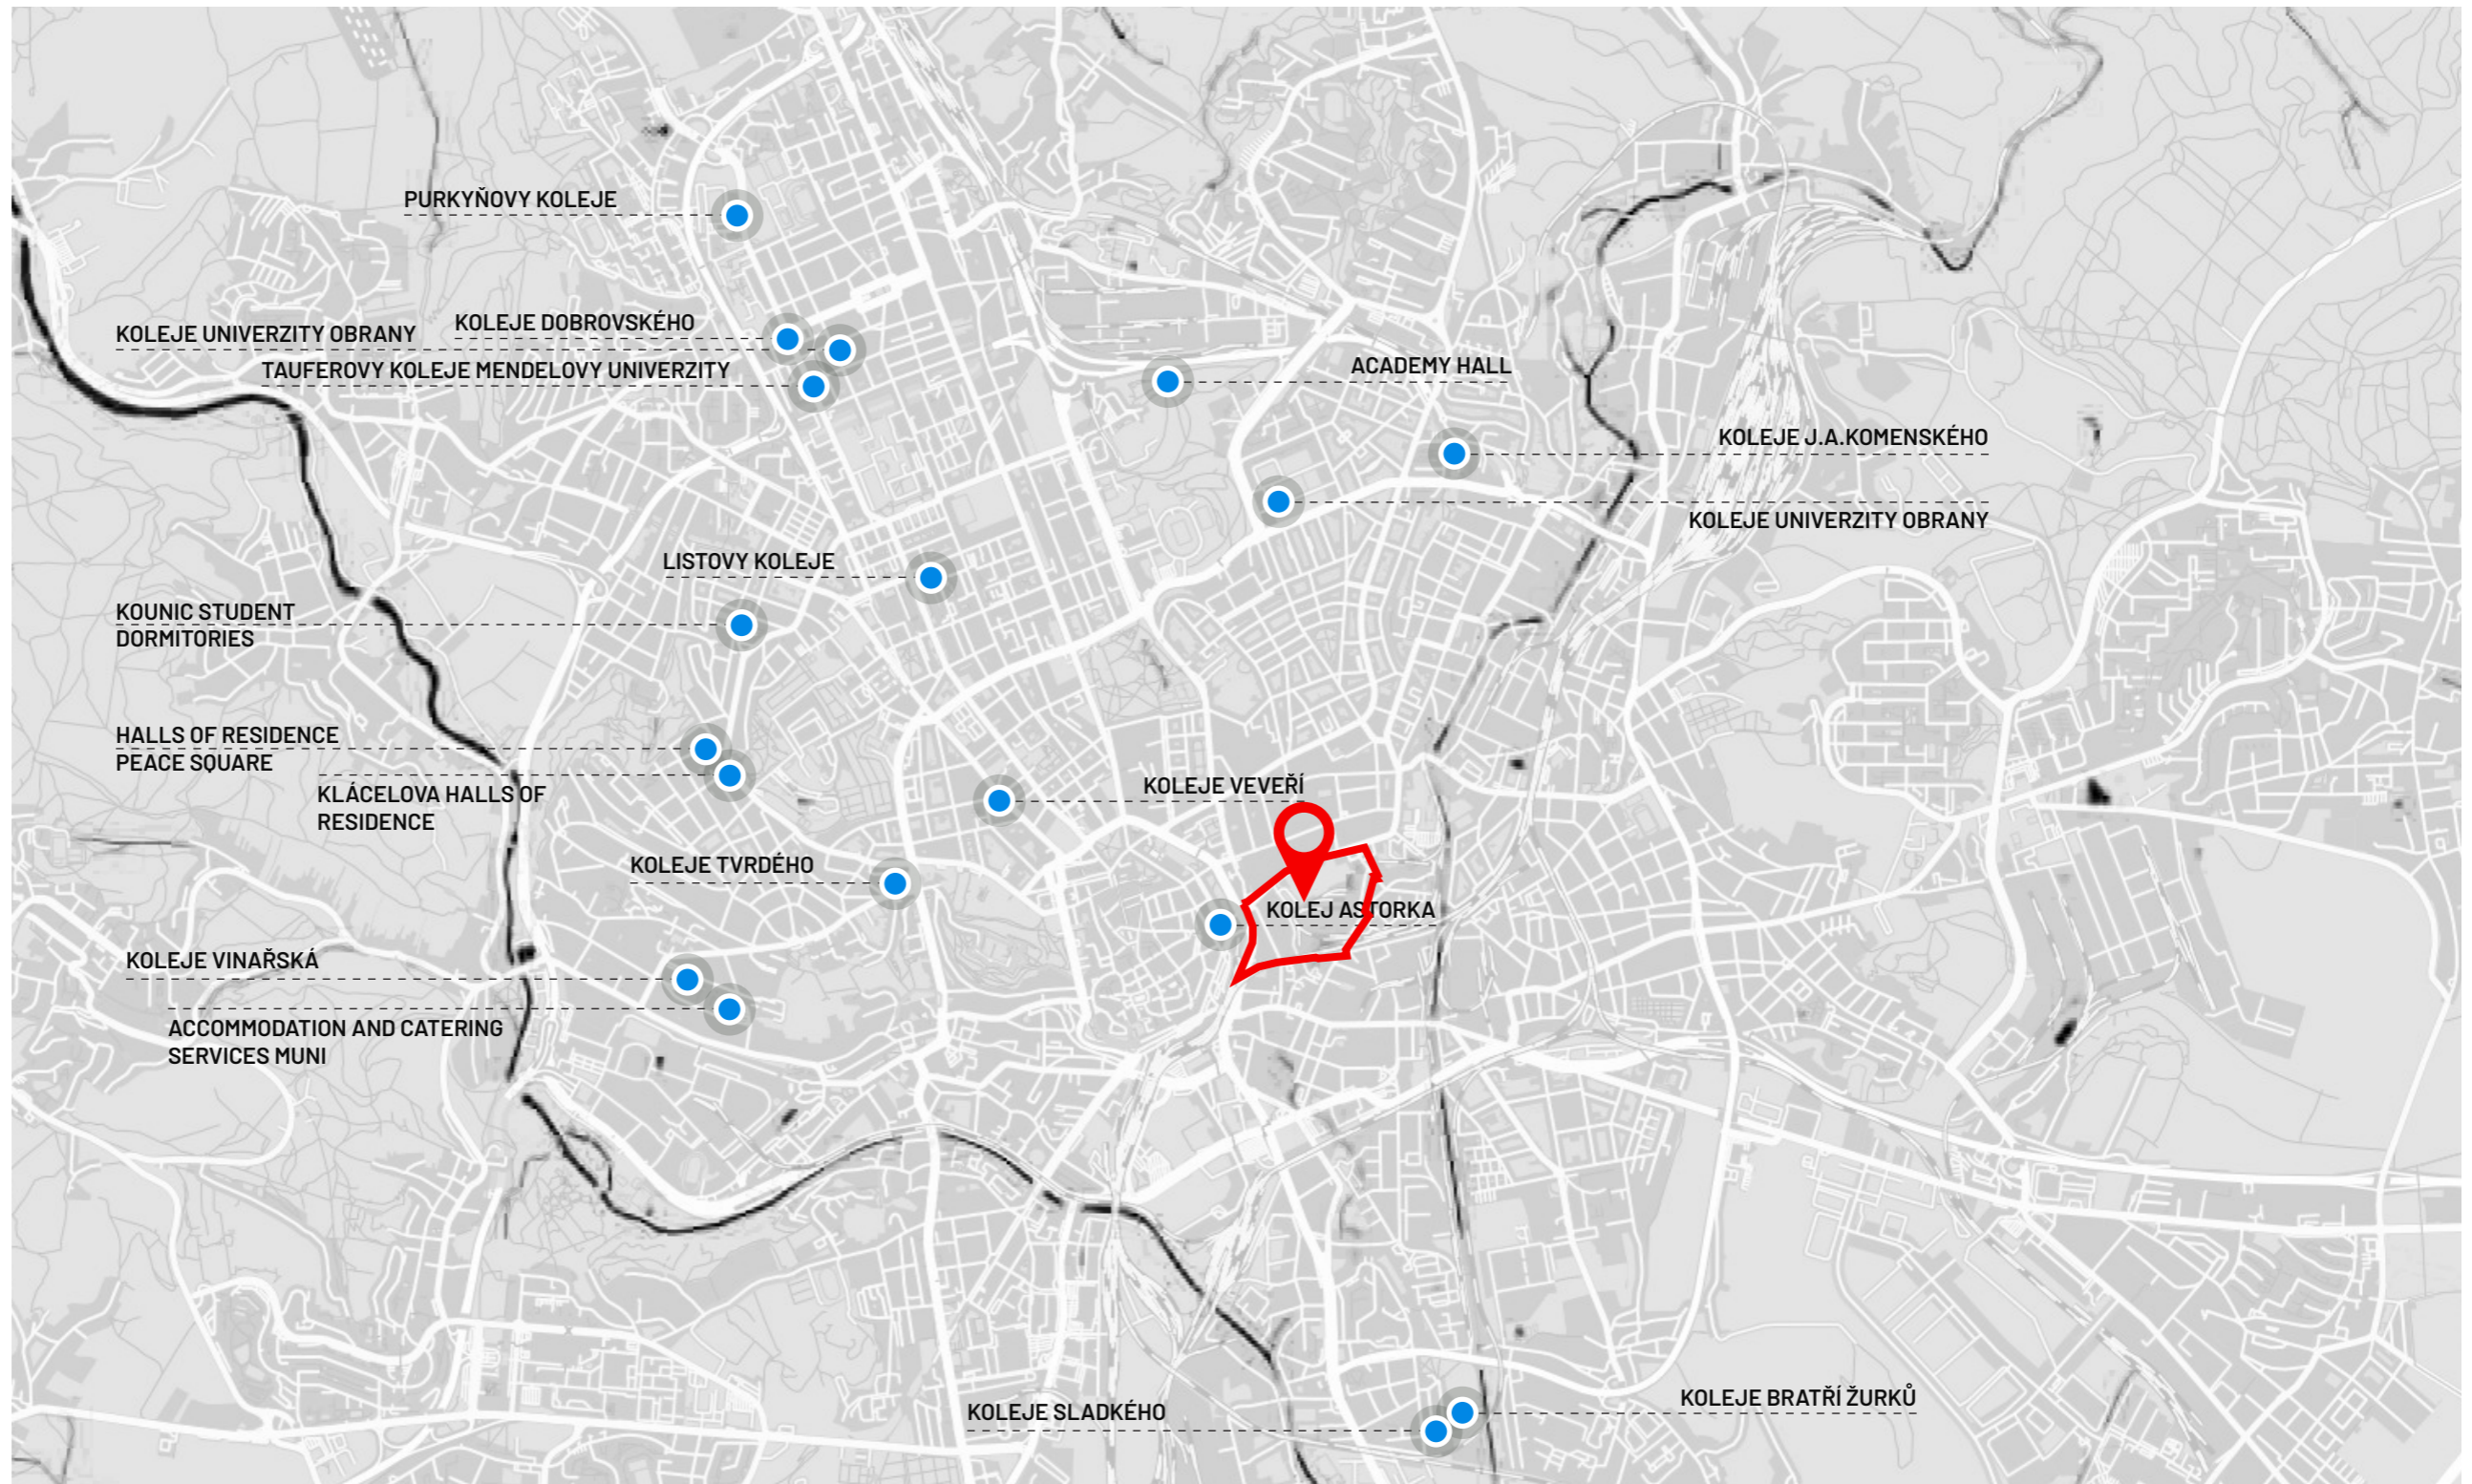 PURKYŇOVY KOLEJE
KOLEJE UNIVERZITY OBRANY
KOLEJE DOBROVSKÉHO
TAUFEROVY KOLEJE MENDELOVY UNIVERZITY
ACADEMY HALL
KOLEJE J.A.KOMENSKÉHO
KOLEJE UNIVERZITY OBRANY
LISTOVY KOLEJE
KOUNIC STUDENT
DORMITORIES
HALLS OF RESIDENCE
PEACE SQUARE
KLÁCELOVA HALLS OF
RESIDENCE
KOLEJE VEVEŘÍ
KOLEJE TVRDÉHO
KOLEJ ASTORKA
KOLEJE VINAŘSKÁ
ACCOMMODATION AND CATERING
SERVICES MUNI
KOLEJE SLADKÉHO
KOLEJE BRATŘÍ ŽURKŮ